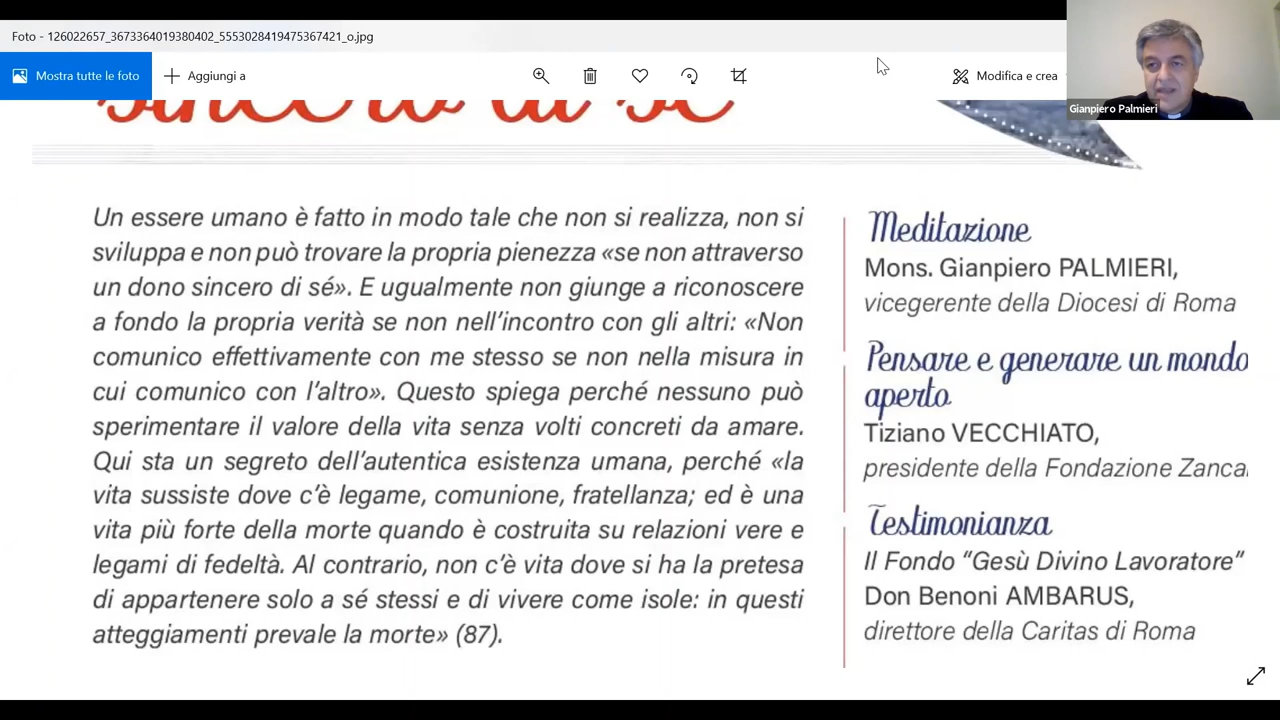 Foto - 126022657_3673364019380402_5553028419475367421_o.jpg
Mostra tutte le foto
Aggiungi a
Modifica e crea
Gianpiero Palmieri
sincero di sé
Un essere umano è fatto in modo tale che non si realizza, non si
sviluppa e non può trovare la propria pienezza «se non attraverso
un dono sincero di sé». E ugualmente non giunge a riconoscere
a fondo la propria verità se non nell'incontro con gli altri: «Non
comunico effettivamente con me stesso se non nella misura in
cui comunico con l'altro». Questo spiega perché nessuno può
sperimentare il valore della vita senza volti concreti da amare.
Qui sta un segreto dell'autentica esistenza umana, perché «la
vita sussiste dove c'è legame, comunione, fratellanza; ed è una
vita più forte della morte quando è costruita su relazioni vere e
legami di fedeltà. Al contrario, non c'è vita dove si ha la pretesa
di appartenere solo a sé stessi e di vivere come isole: in questi
atteggiamenti prevale la morte» (87).
Meditazione
Mons. Gianpiero PALMIERI,
vicegerente della Diocesi di Roma
Pensare e generare un mondo
aperto
Tiziano VECCHIATO,
presidente della Fondazione Zanca
Testimonianza
Il Fondo "Gesù Divino Lavoratore"
Don Benoni AMBARUS,
direttore della Caritas di Roma